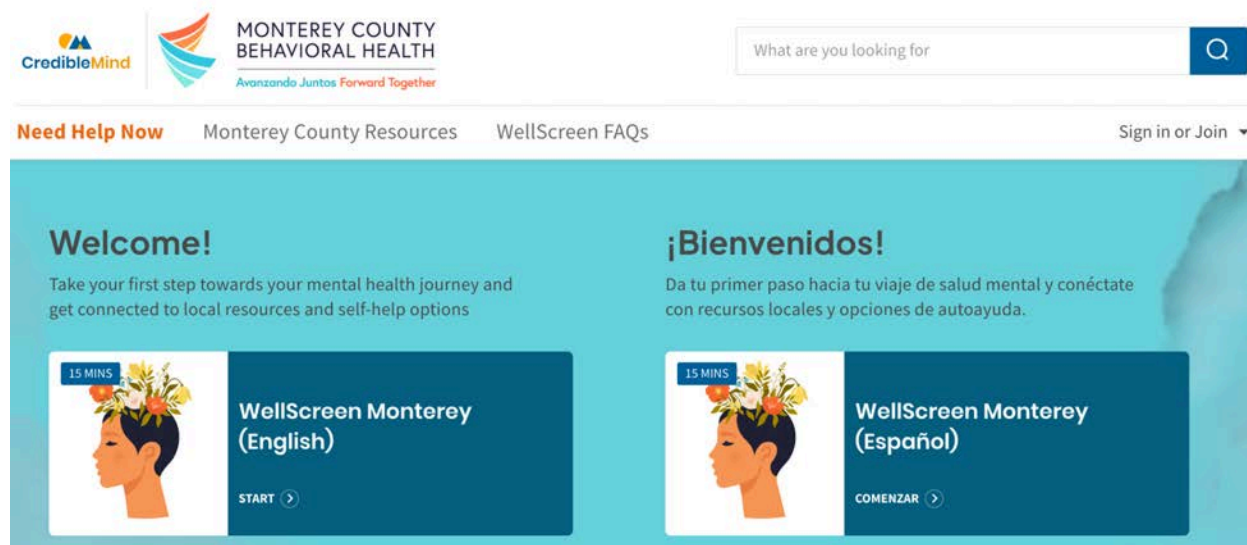 CredibleMind
MONTEREY COUNTY
BEHAVIORAL HEALTH
Avanzando Juntos Forward Together
What are you looking for
Need Help Now
Monterey County Resources
WellScreen FAQs
Sign in or Join
Welcome!
Take your first step towards your mental health journey and
get connected to local resources and self-help options
15 MINS
WellScreen Monterey
(English)
START
¡Bienvenidos!
Da tu primer paso hacia tu viaje de salud mental y conéctate
con recursos locales y opciones de autoayuda.
15 MINS
WellScreen Monterey
(Español)
COMENZAR